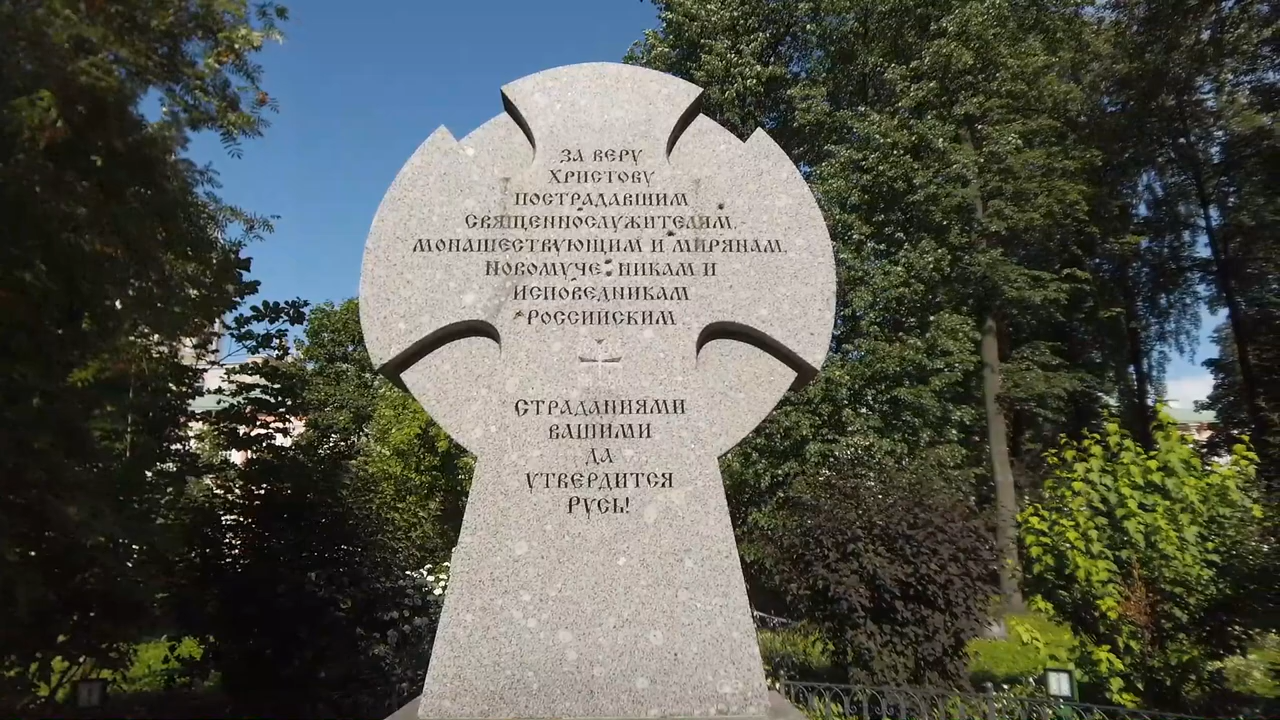 ЗА ВЕРУ
ХРИСТОВУ
ПОСТРАДАВШИМ
СВЯЩЕННОСЛУЖИТЕЛЯМ,
МОНАШЕСТВУЮЩИМ И МИРЯНАМ,
НОВОМУЧЕНИКАМ И
ИСПОВЕДНИКАМ
РОССИЙСКИМ
СТРАДАНИЯМИ
ВАШИМИ
ДА
УТВЕРДИТСЯ
РУСЬ!